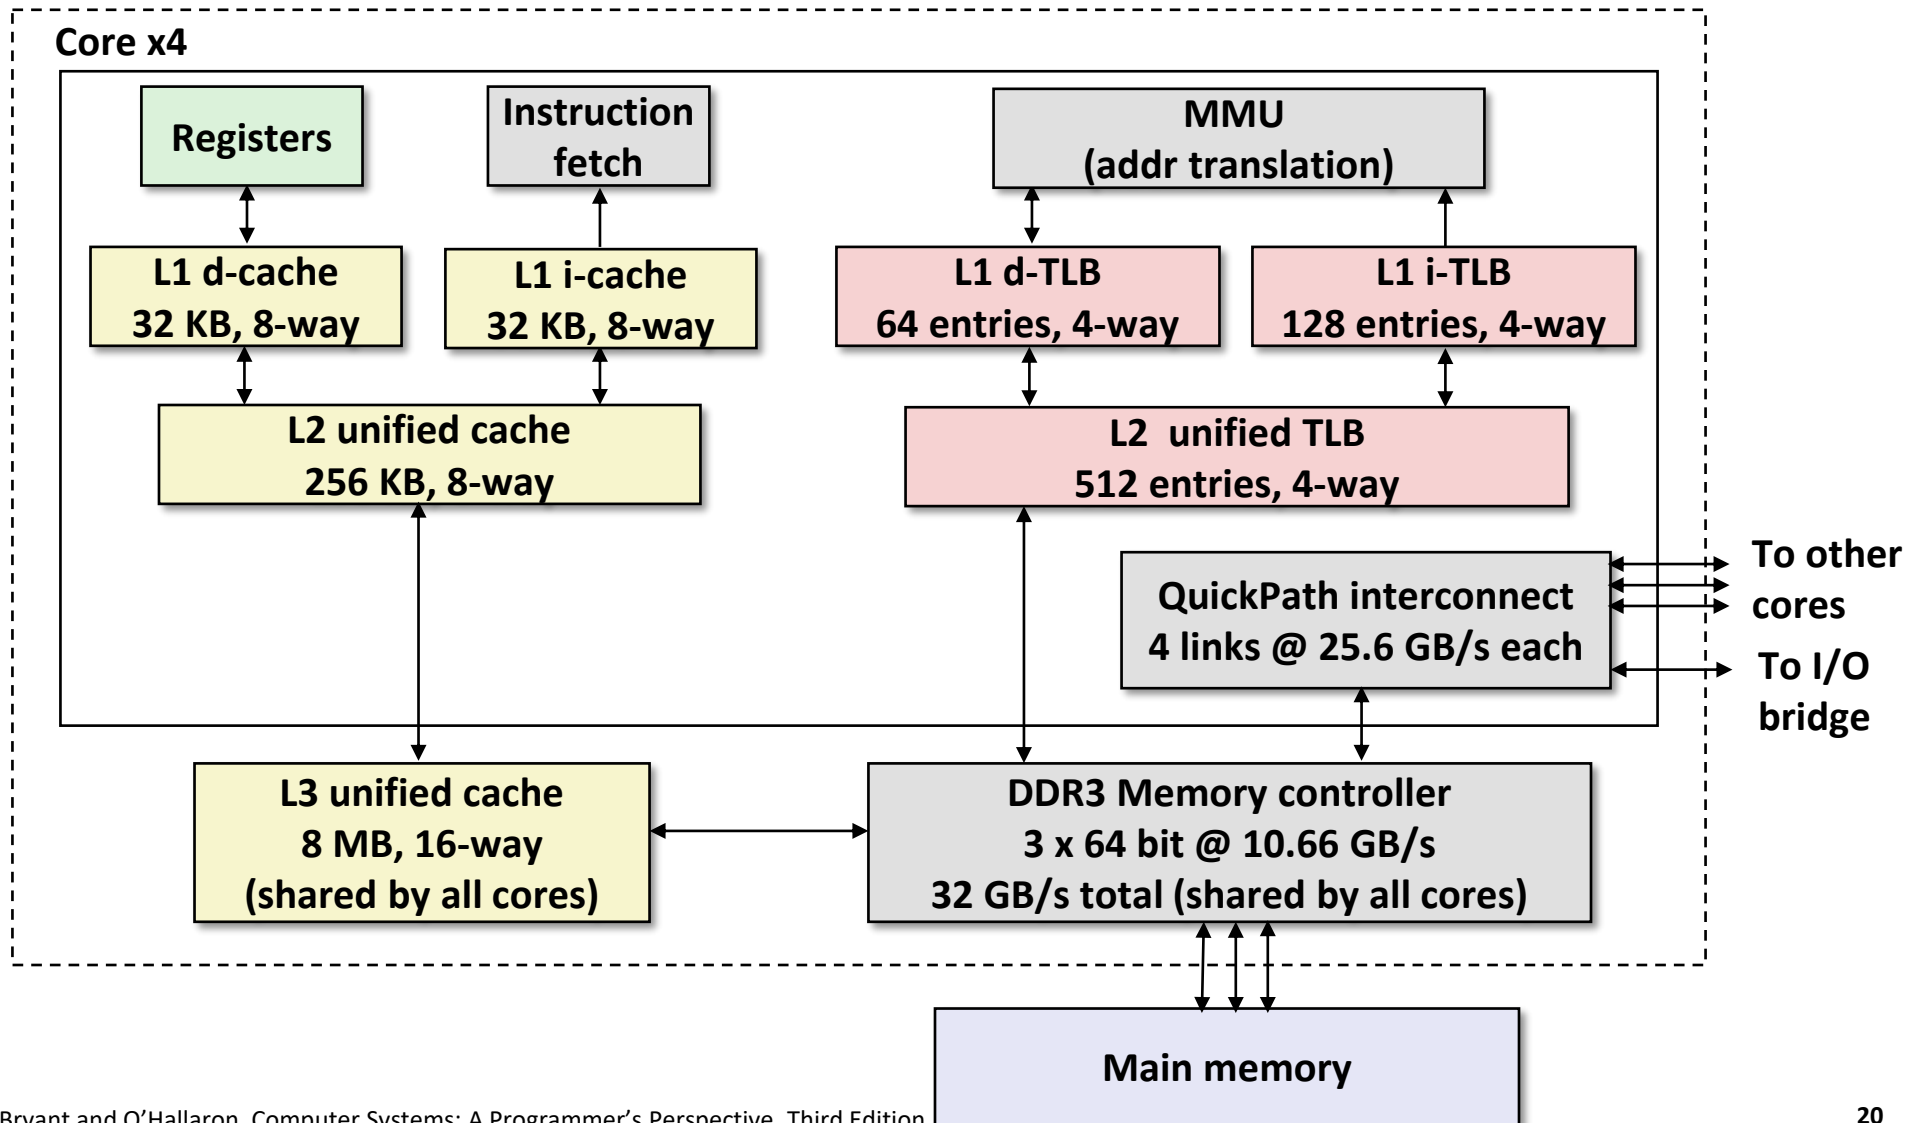 Core x4
Registers
Instruction
fetch
MMU
(addr translation)
L1 d-cache
32 KB, 8-way
L1 i-cache
32 KB, 8-way
L1 d-TLB
64 entries, 4-way
L1 i-TLB
128 entries, 4-way
L2 unified cache
256 KB, 8-way
L2 unified TLB
512 entries, 4-way
QuickPath interconnect
4 links @ 25.6 GB/s each
To other
cores
To I/O
bridge
L3 unified cache
8 MB, 16-way
(shared by all cores)
DDR3 Memory controller
3 x 64 bit @ 10.66 GB/s
32 GB/s total (shared by all cores)
Main memory
Bryant and O'Hallaron, Computer Systems: A Programmer's Perspective, Third Edition
20